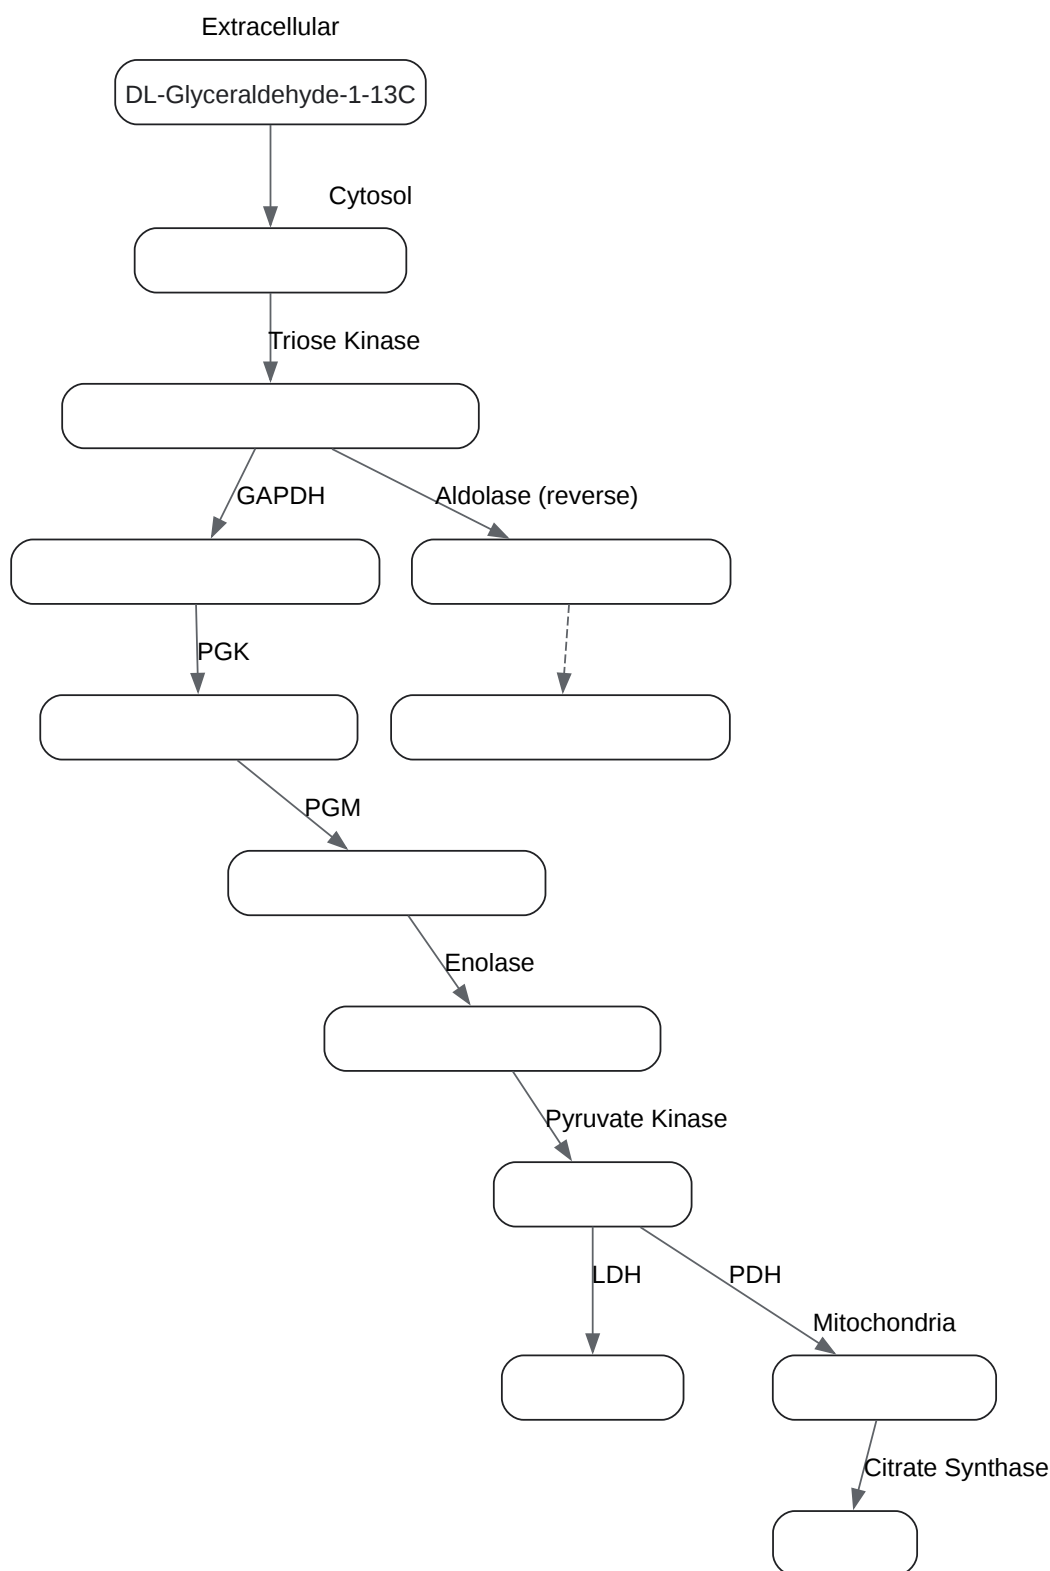 Extracellular
DL-Glyceraldehyde-1-13C
Cytosol
Triose Kinase
GAPDH
Aldolase (reverse)
PGK
PGM
Enolase
Pyruvate Kinase
LDH
PDH
Mitochondria
Citrate Synthase